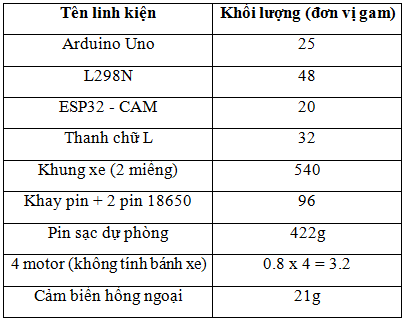 Tên linh kiện Khối lượng (đơn vị gam)
Arduino Uno 25
L298N 48
ESP32 - CAM 20
Thanh chữ L 32
Khung xe (2 miếng) 540
Khay pin + 2 pin 18650 96
Pin sạc dự phòng 422g
4 motor (không tính bánh xe) 0.8 x 4 = 3.2
Cảm biến hồng ngoại 21g